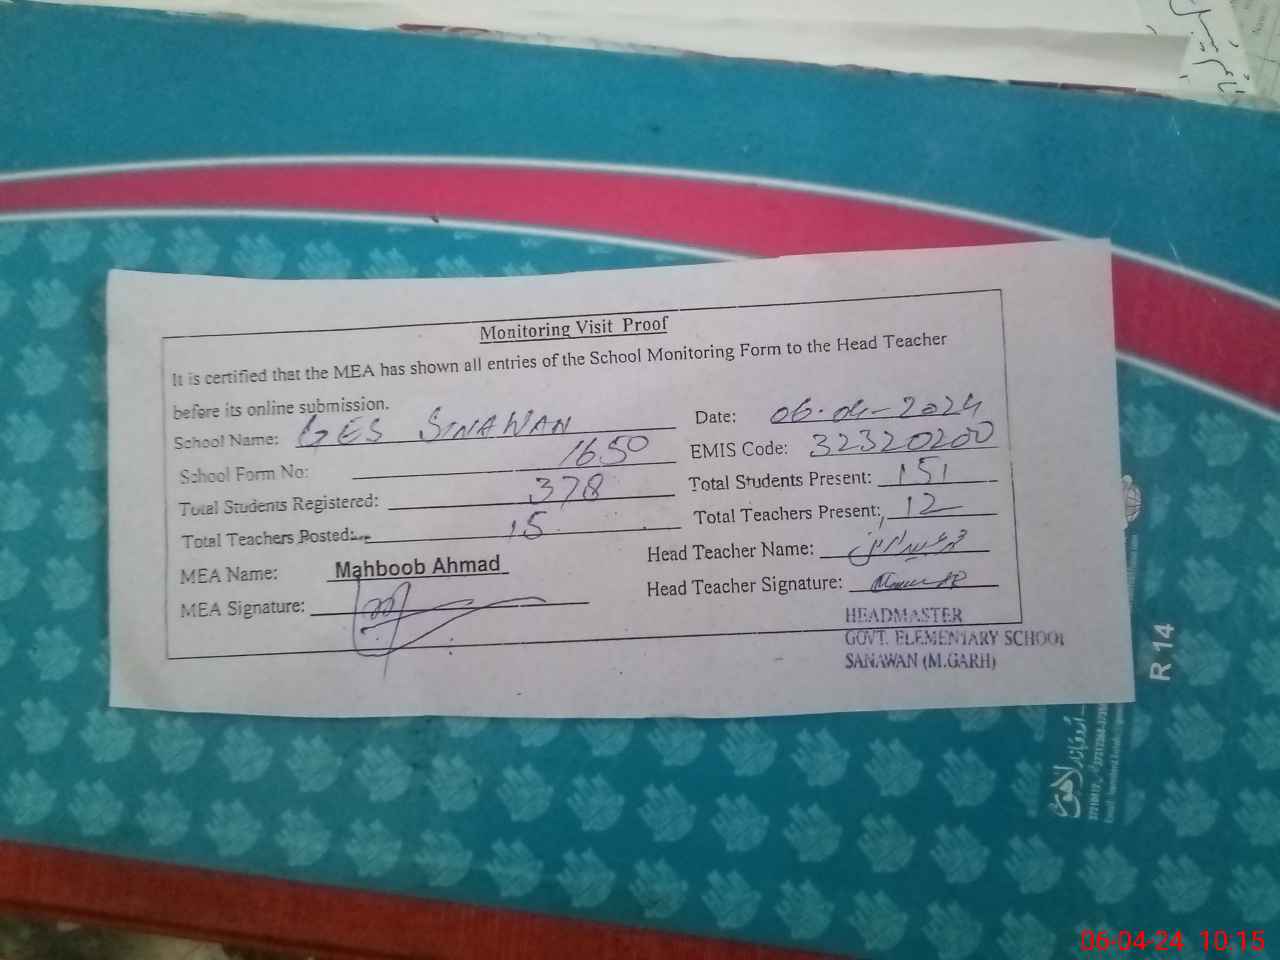 Monitoring Visit Proof
It is certified that the MEA has shown all entries of the School Monitoring Form to the Head Teacher
before its online submission.
School Name: GES SINAWAN Date: 06-04-2024
School Form No: 1650 EMIS Code: 32320200
Total Students Registered: 378 Total Students Present: 151
Total Teachers Posted: 15 Total Teachers Present: 12
MEA Name: Mahboob Ahmad Head Teacher Name:
MEA Signature: Head Teacher Signature:
HEADMASTER
GOVT. ELEMENTARY SCHOOL
SANAWAN (M.GARH)
R 14
06-04-24 10:15